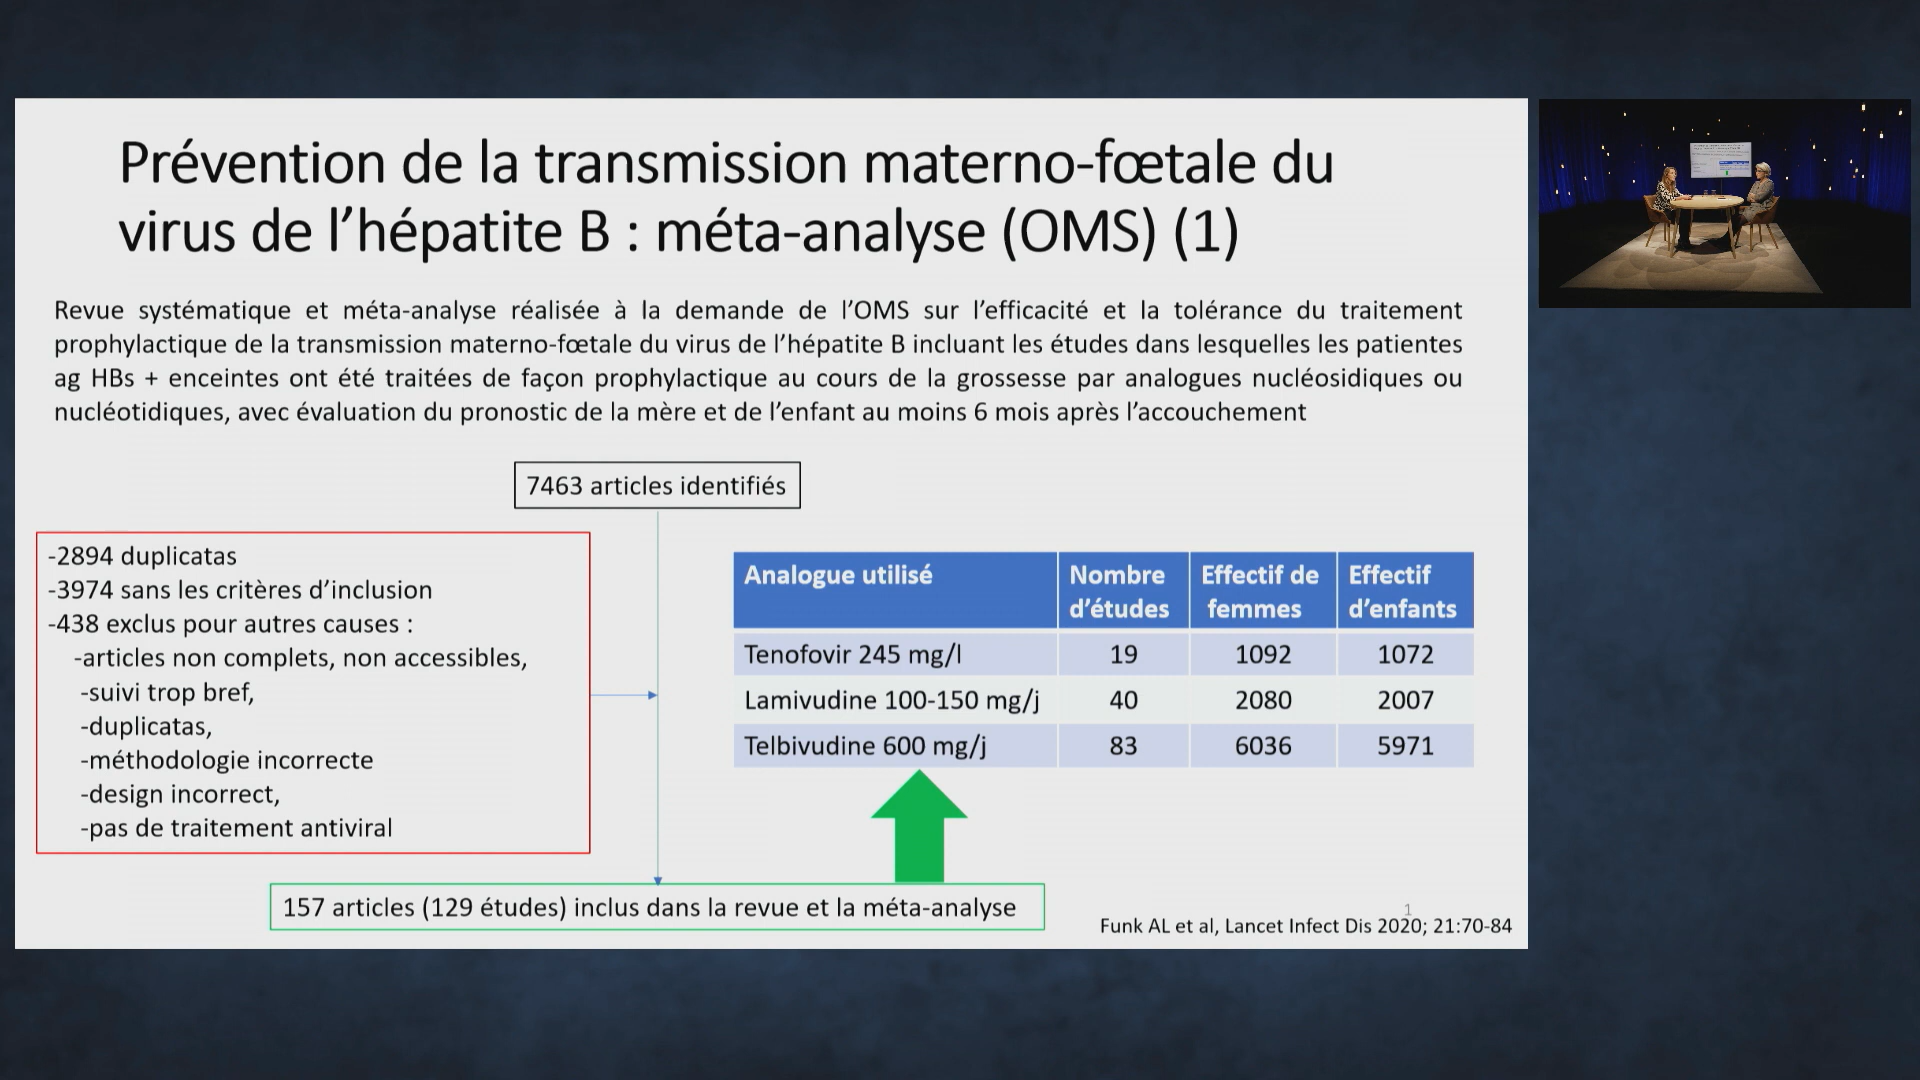 Prévention de la transmission materno-fœtale du
virus de l’hépatite B : méta-analyse (OMS) (1)
Revue systématique et méta-analyse réalisée à la demande de l’OMS sur l’efficacité et la tolérance du traitement
prophylactique de la transmission materno-fœtale du virus de l’hépatite B incluant les études dans lesquelles les patientes
ag HBs + enceintes ont été traitées de façon prophylactique au cours de la grossesse par analogues nucléosidiques ou
nucléotidiques, avec évaluation du pronostic de la mère et de l’enfant au moins 6 mois après l’accouchement
7463 articles identifiés
-2894 duplicatas
-3974 sans les critères d’inclusion
-438 exclus pour autres causes :
-articles non complets, non accessibles,
-suivi trop bref,
-duplicatas,
-méthodologie incorrecte
-design incorrect,
-pas de traitement antiviral
Analogue utilisé Nombre d’études Effectif de femmes Effectif d’enfants
Tenofovir 245 mg/l 19 1092 1072
Lamivudine 100-150 mg/j 40 2080 2007
Telbivudine 600 mg/j 83 6036 5971
157 articles (129 études) inclus dans la revue et la méta-analyse
1
Funk AL et al, Lancet Infect Dis 2020; 21:70-84